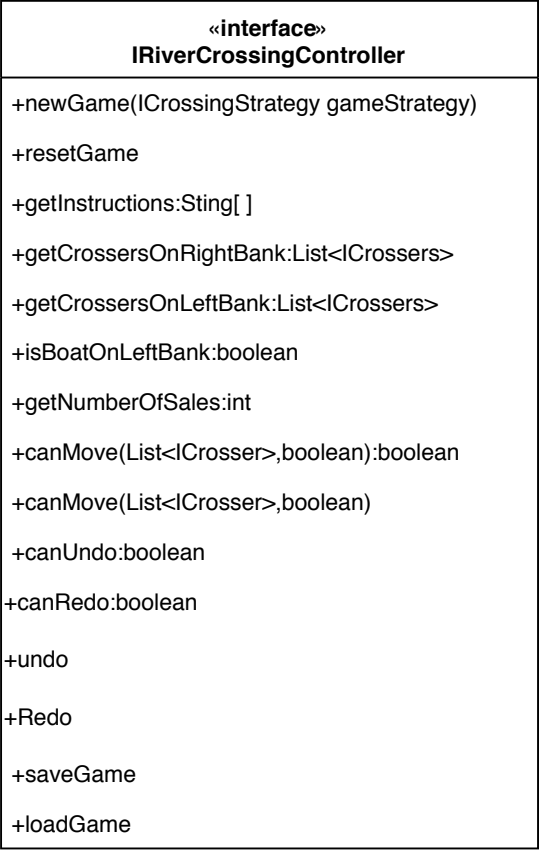 «interface»
IRiverCrossingController
+newGame(ICrossingStrategy gameStrategy)
+resetGame
+getInstructions:Sting[ ]
+getCrossersOnRightBank:List<ICrossers>
+getCrossersOnLeftBank:List<ICrossers>
+isBoatOnLeftBank:boolean
+getNumberOfSales:int
+canMove(List<ICrosser>,boolean):boolean
+canMove(List<ICrosser>,boolean)
+canUndo:boolean
+canRedo:boolean
+undo
+Redo
+saveGame
+loadGame